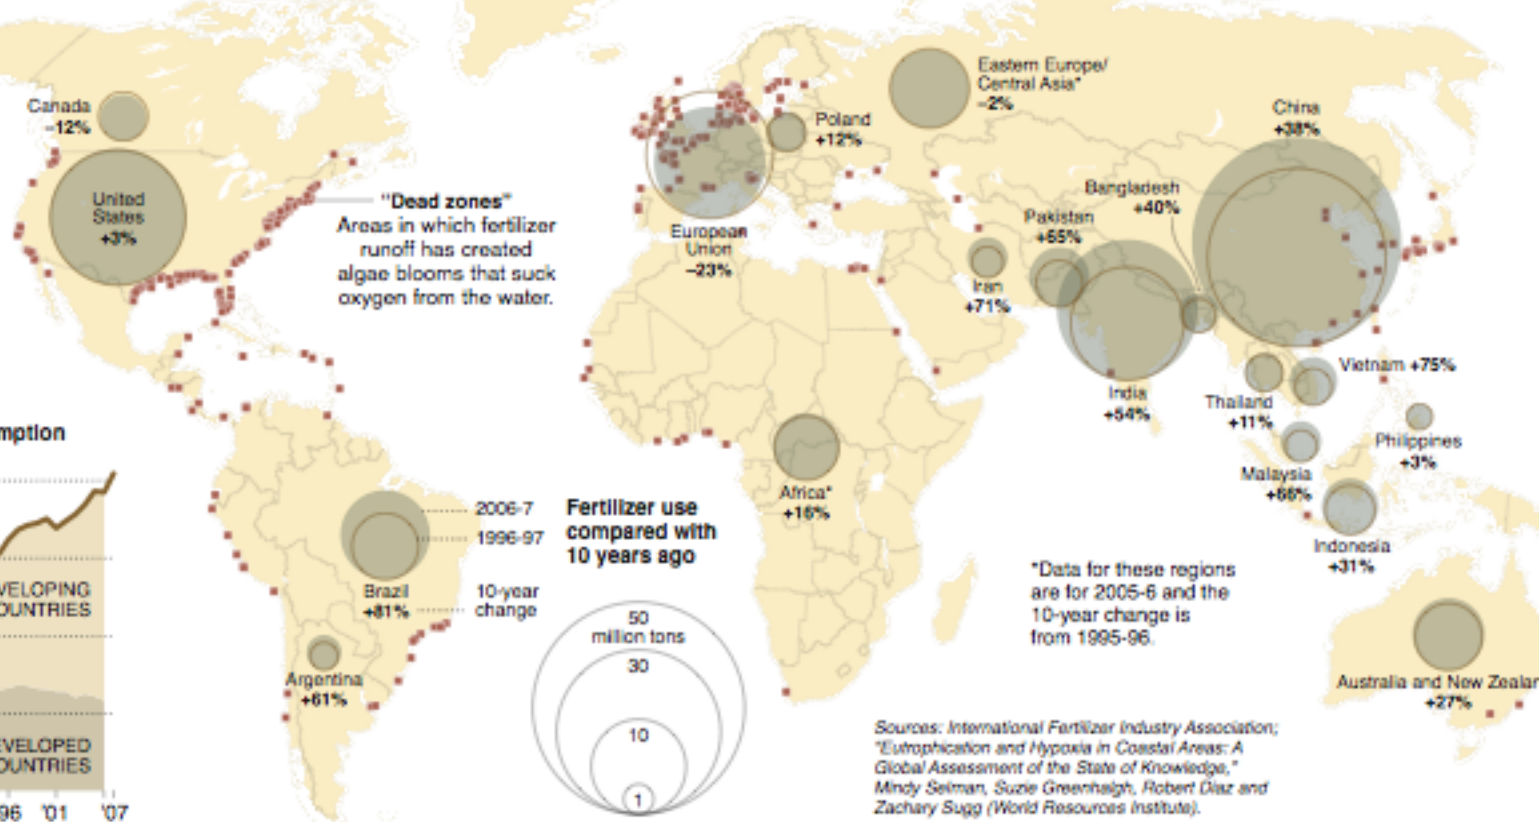 Canada
–12%
United
States
+3%
"Dead zones"
Areas in which fertilizer
runoff has created
algae blooms that suck
oxygen from the water.
European
Union
–23%
Poland
+12%
Eastern Europe/
Central Asia*
–2%
China
+38%
Bangladesh
+40%
Pakistan
+55%
Iran
+71%
India
+54%
Vietnam +75%
Thailand
+11%
Philippines
+3%
Malaysia
+66%
Indonesia
+31%
Africa*
+16%
mption
VELOPING
OUNTRIES
EVELOPED
OUNTRIES
96 '01 '07
2006-7
1996-97
Brazil
+81%
10-year
change
Argentina
+61%
Fertilizer use
compared with
10 years ago
50
million tons
30
10
1
*Data for these regions
are for 2005-6 and the
10-year change is
from 1995-96.
Australia and New Zealan
+27%
Sources: International Fertilizer Industry Association;
"Eutrophication and Hypoxia in Coastal Areas: A
Global Assessment of the State of Knowledge,"
Mindy Selman, Suzie Greenhalgh, Robert Diaz and
Zachary Sugg (World Resources Institute).